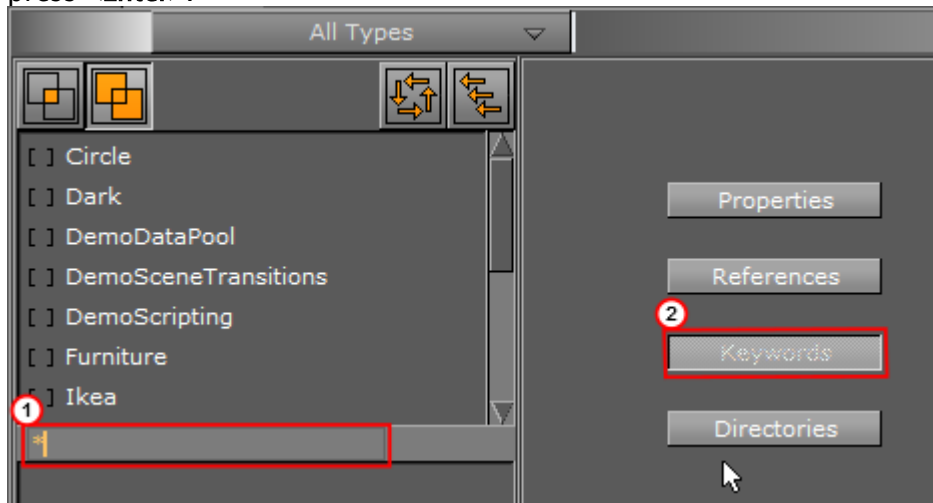 press <Enter>.
All Types
[ ] Circle
[ ] Dark
[ ] DemoDataPool
[ ] DemoSceneTransitions
[ ] DemoScripting
[ ] Furniture
[ ] Ikea
1
*
Properties
References
2
Keywords
Directories